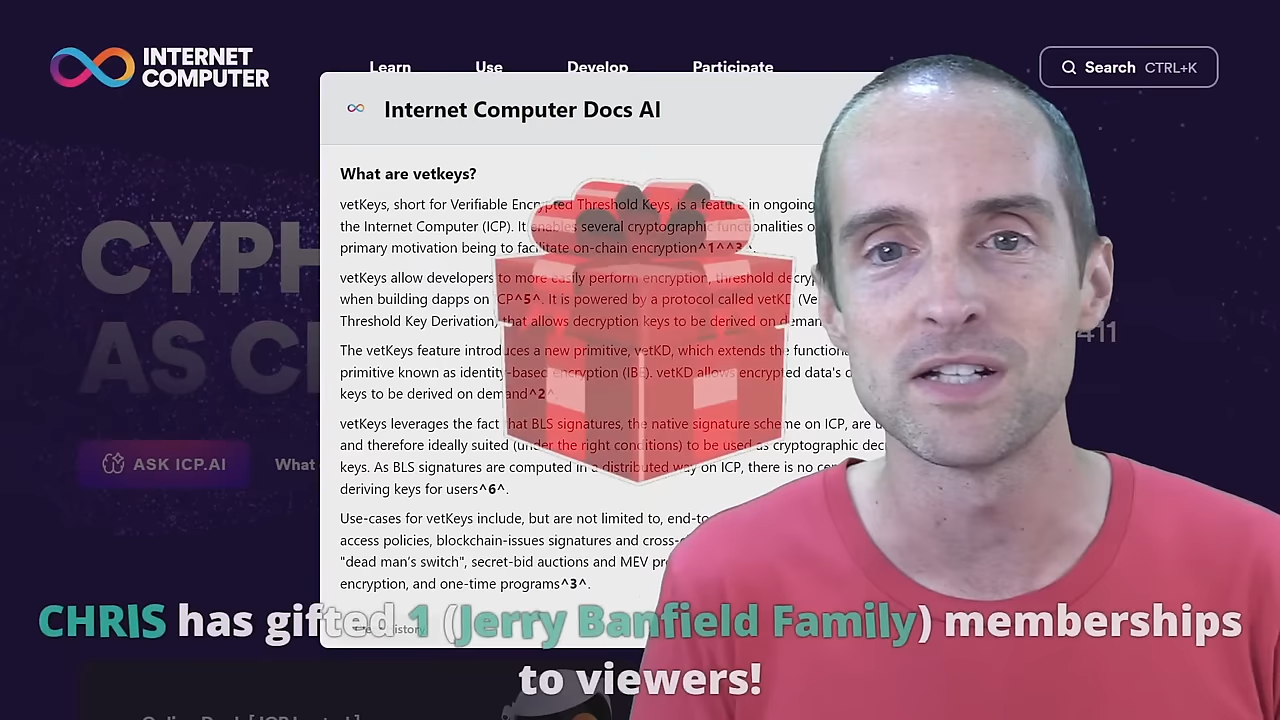 INTERNET
COMPUTER
Learn Use Develop Participate
Search CTRL+K
Internet Computer Docs AI
What are vetkeys?
vetKeys, short for Verifiable Encrypted Threshold Keys, is a feature in ongoing
the Internet Computer (ICP). It enables several cryptographic functionalities o
primary motivation being to facilitate on-chain encryption^1^^3^.
vetKeys allow developers to more easily perform encryption, threshold decryp
when building dapps on ICP^5^. It is powered by a protocol called vetKD (Ve
Threshold Key Derivation, that allows decryption keys to be derived on deman
The vetKeys feature introduces a new primitive, vetKD, which extends the function
primitive known as identity-based encryption (IBE). vetKD allows encrypted data's d
keys to be derived on demand^2^
vetKeys leverages the fact that BLS signatures, the native signature scheme on ICP, are u
and therefore ideally suited (under the right conditions) to be used as cryptographic dec
keys. As BLS signatures are computed in a distributed way on ICP, there is no cen
deriving keys for users^6^.
Use-cases for vetKeys include, but are not limited to, end-to-
access policies, blockchain-issues signatures and cross-c
"dead man's switch", secret-bid auctions and MEV pro
encryption, and one-time programs^3^.
CYPH
AS C
411
ASK ICP.AI What
CHRIS has gifted 1 (Jerry Banfield Family) memberships
to viewers!